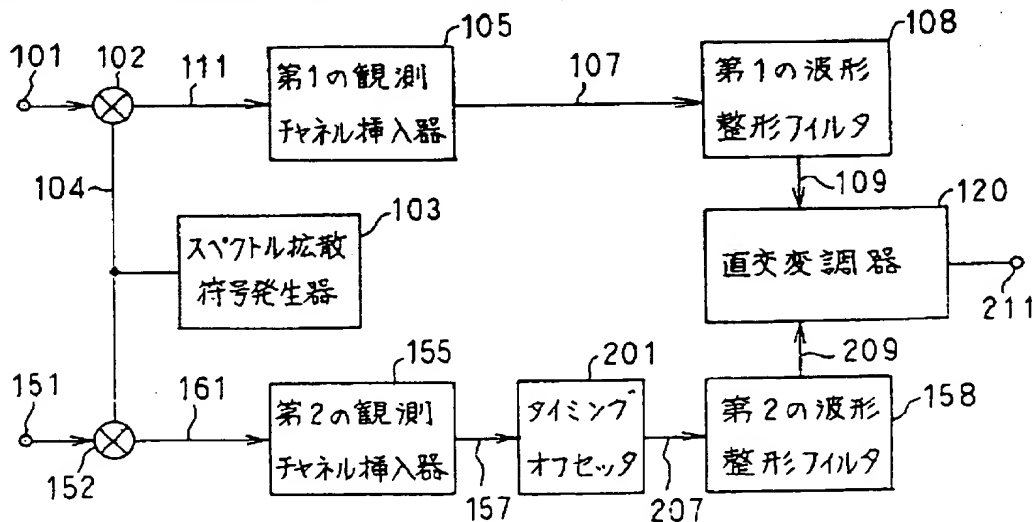 101
102
111
105
第1の観測
チャネル挿入器
107
108
第1の波形
整形フィルタ
104
109
103
スペクトル拡散
符号発生器
120
直交変調器
211
209
151
152
161
155
第2の観測
チャネル挿入器
157
201
タイミング
オフセッタ
207
第2の波形
整形フィルタ
158